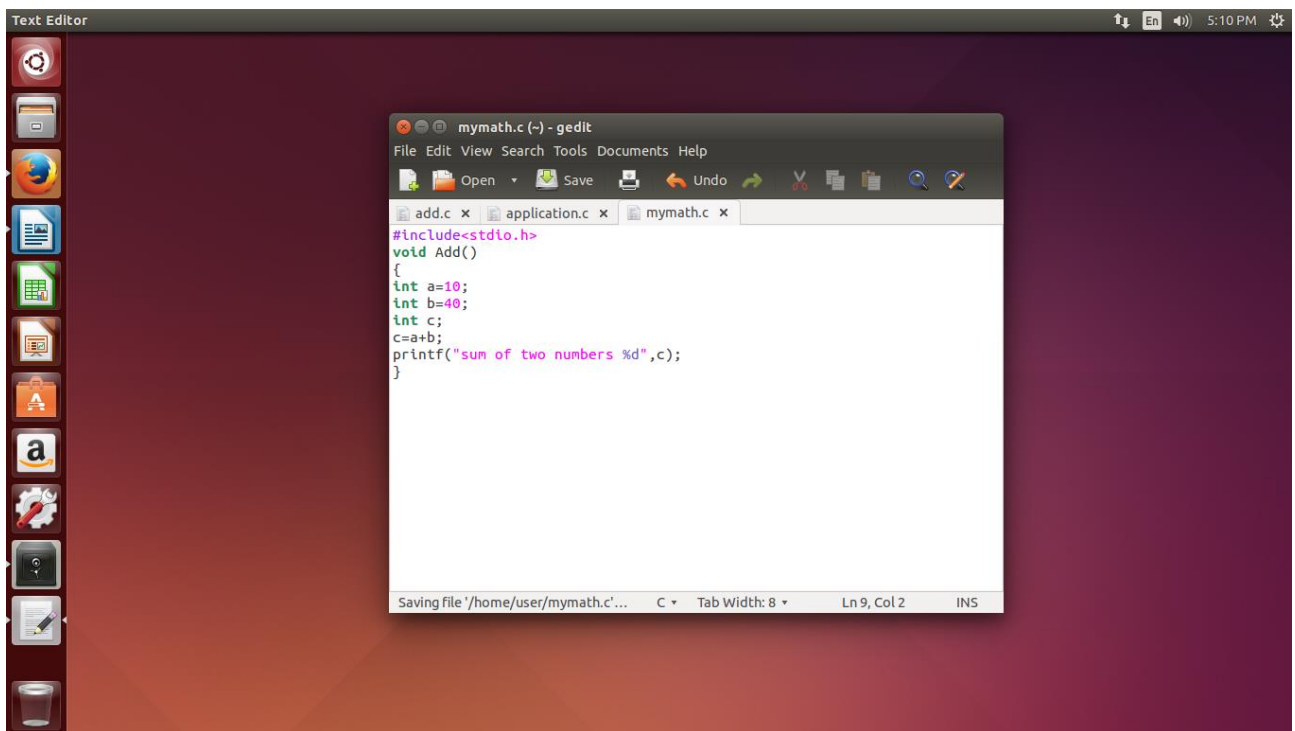 Text Editor En 5:10 PM
mymath.c (~) - gedit
File Edit View Search Tools Documents Help
Open Save Undo
add.c × application.c × mymath.c ×
#include<stdio.h>
void Add()
{
int a=10;
int b=40;
int c;
c=a+b;
printf("sum of two numbers %d",c);
}
Saving file '/home/user/mymath.c'... C Tab Width: 8 Ln 9, Col 2 INS
a